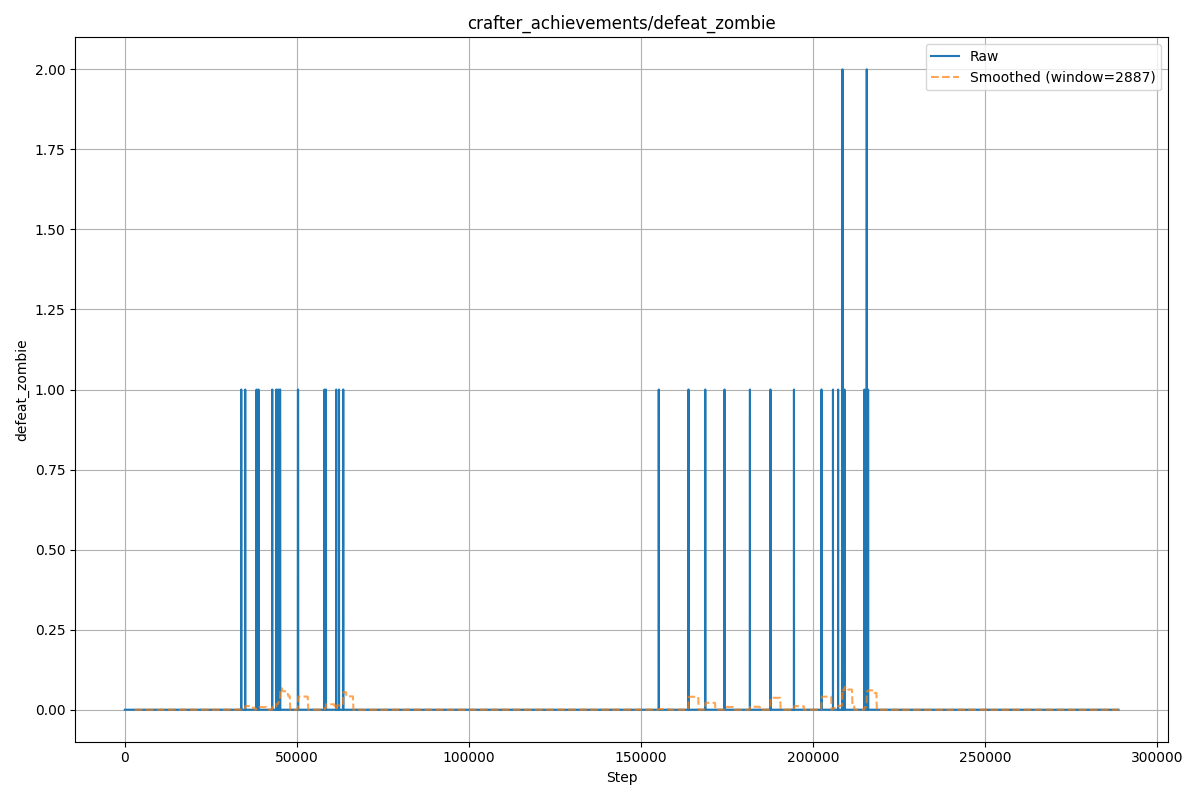 crafter_achievements/defeat_zombie
Raw
Smoothed (window=2887)
2.00
1.75
1.50
1.25
1.00
0.75
0.50
0.25
0.00
defeat_zombie
0 50000 100000 150000 200000 250000 300000
Step